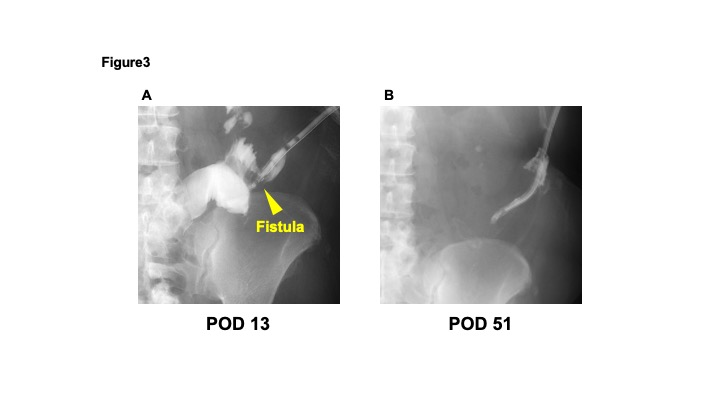 Figure3
A
B
Fistula
POD 13
POD 51